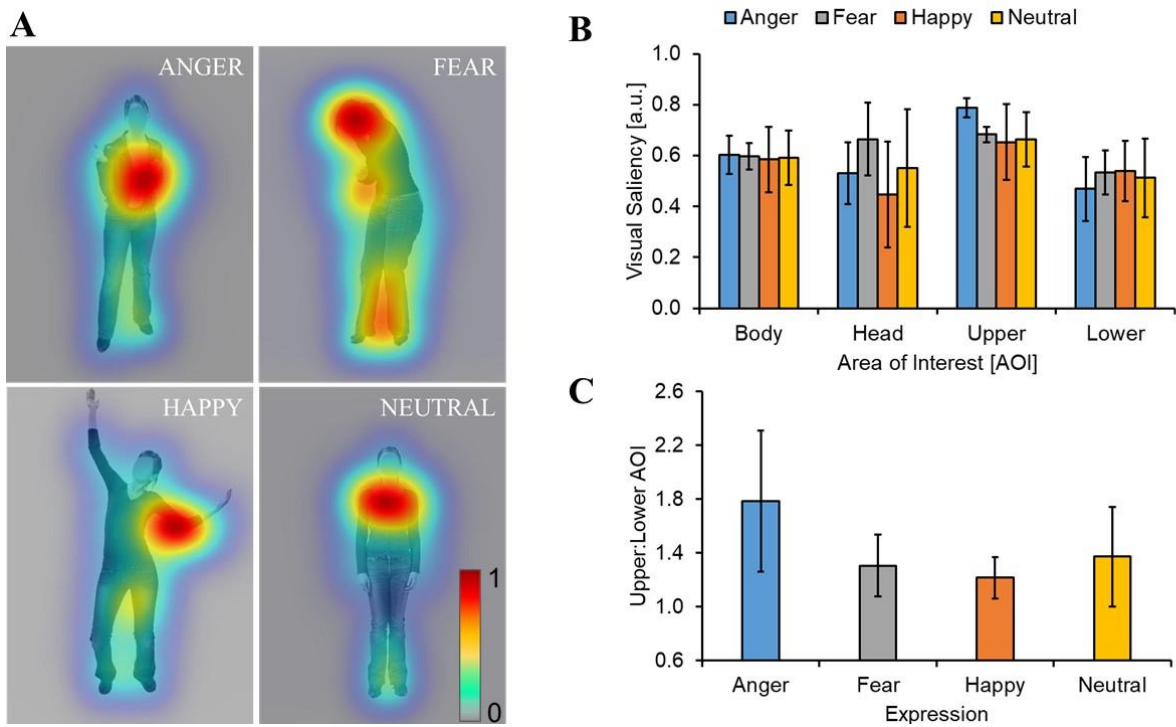 A
ANGER
FEAR
HAPPY
NEUTRAL
1
0
B
Anger Fear Happy Neutral
Visual Saliency [a.u.]
1.0
0.8
0.6
0.4
0.2
0.0
Body Head Upper Lower
Area of Interest [AOI]
C
Upper:Lower AOI
2.6
2.2
1.8
1.4
1.0
0.6
Anger Fear Happy Neutral
Expression